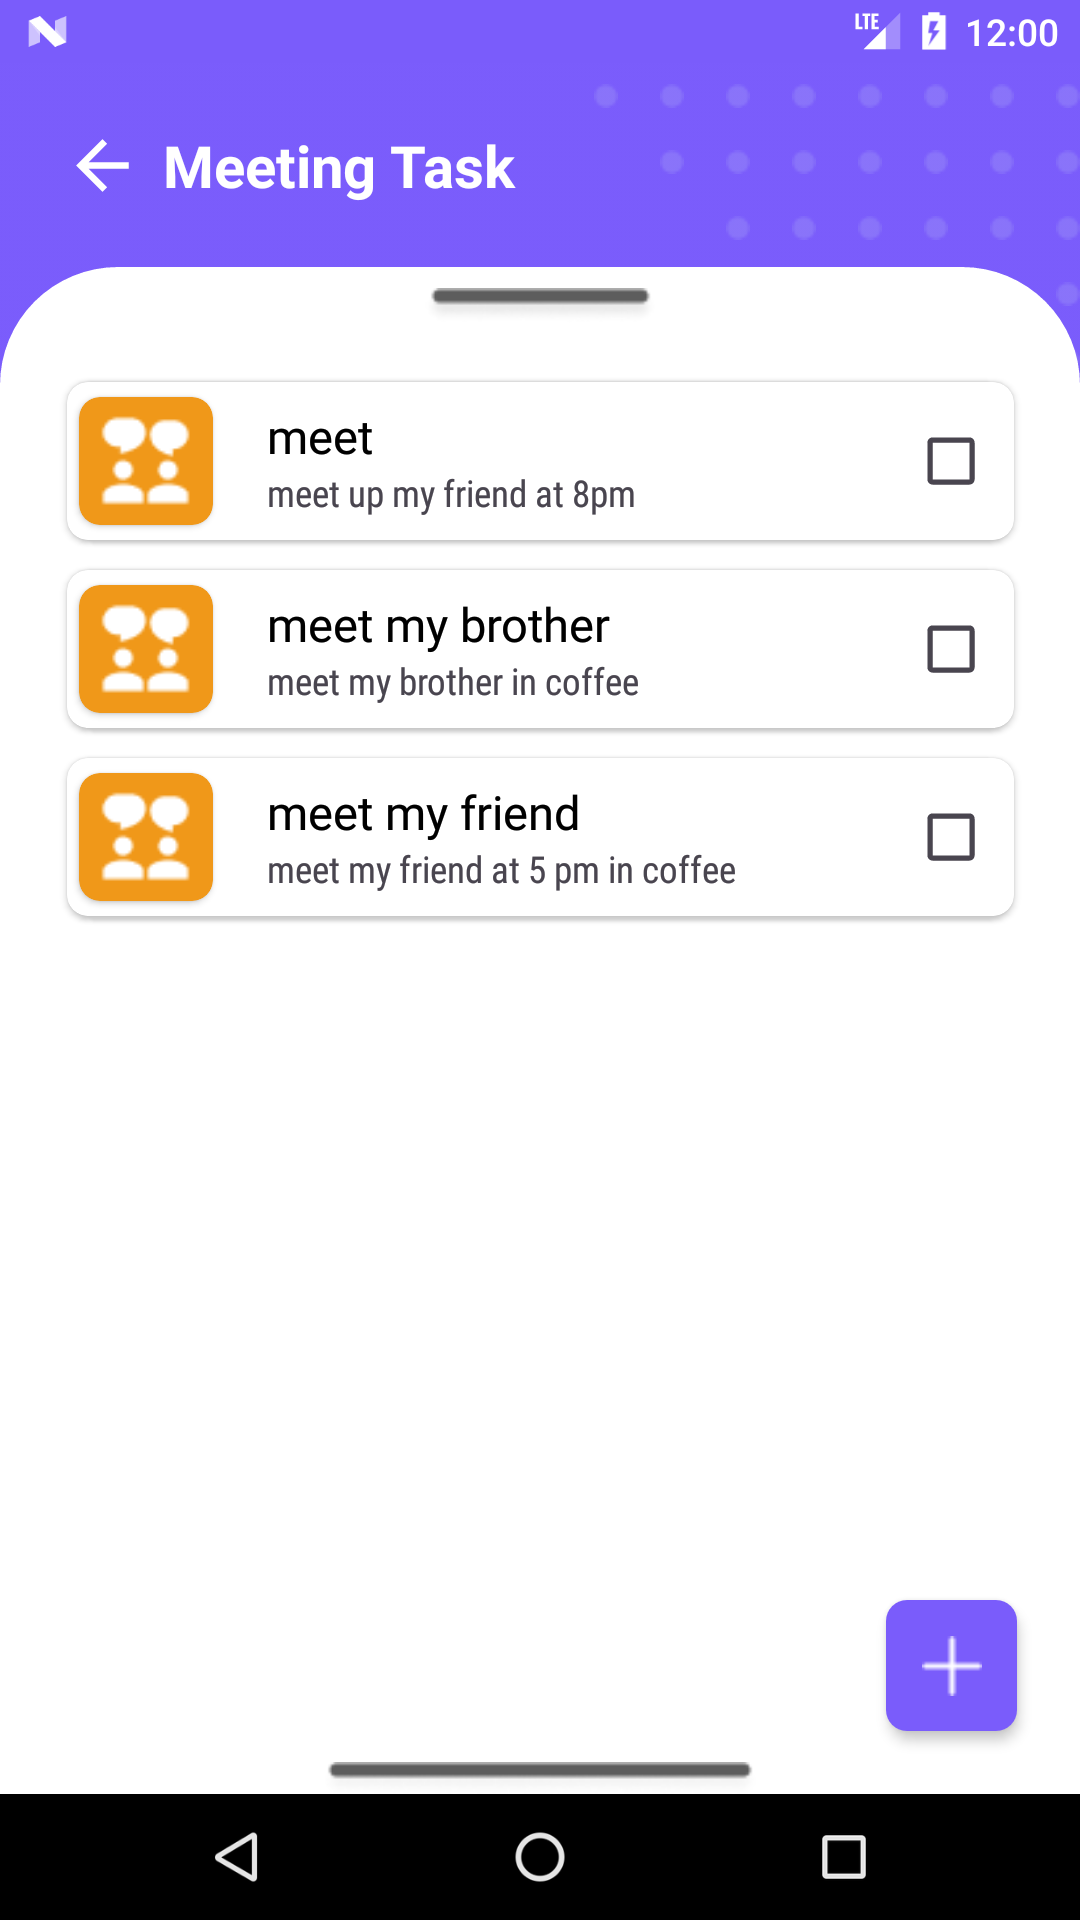 LTE 12:00
Meeting Task
meet
meet up my friend at 8pm
meet my brother
meet my brother in coffee
meet my friend
meet my friend at 5 pm in coffee